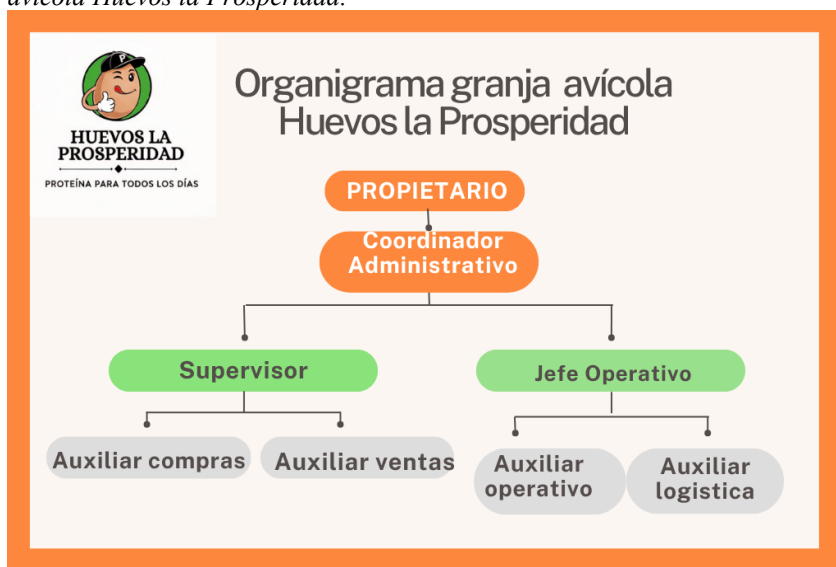 avícola Huevos la Prosperidad.
P
HUEVOS LA
PROSPERIDAD
PROTEÍNA PARA TODOS LOS DÍAS
Organigrama granja avícola
Huevos la Prosperidad
PROPIETARIO
Coordinador
Administrativo
Supervisor
Jefe Operativo
Auxiliar compras
Auxiliar ventas
Auxiliar
operativo
Auxiliar
logistica